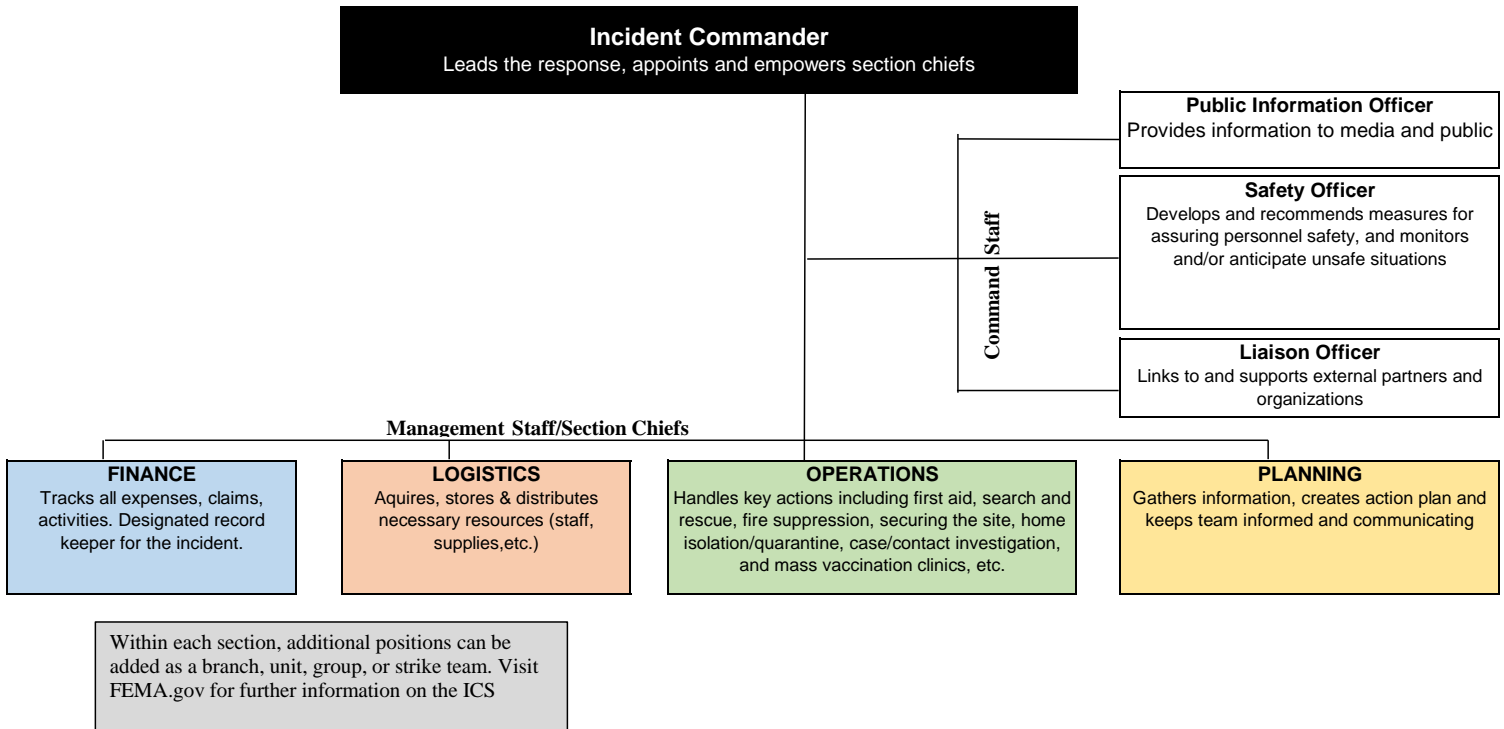 Incident Commander
Leads the response, appoints and empowers section chiefs
Public Information Officer
Provides information to media and public
Safety Officer
Develops and recommends measures for
assuring personnel safety, and monitors
and/or anticipate unsafe situations
Command Staff
Liaison Officer
Links to and supports external partners and
organizations
Management Staff/Section Chiefs
FINANCE
Tracks all expenses, claims,
activities. Designated record
keeper for the incident.
LOGISTICS
Aquires, stores & distributes
necessary resources (staff,
supplies,etc.)
OPERATIONS
Handles key actions including first aid, search and
rescue, fire suppression, securing the site, home
isolation/quarantine, case/contact investigation,
and mass vaccination clinics, etc.
PLANNING
Gathers information, creates action plan and
keeps team informed and communicating
Within each section, additional positions can be
added as a branch, unit, group, or strike team. Visit
FEMA.gov for further information on the ICS